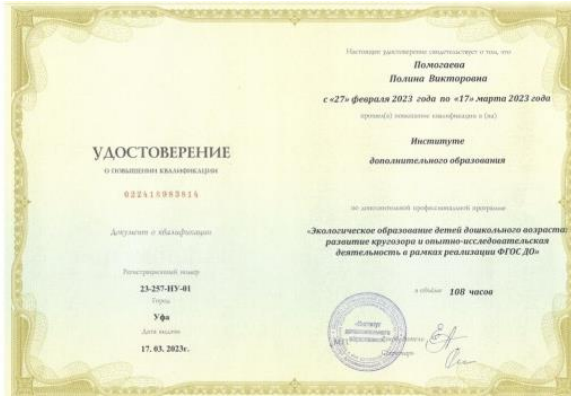 УДОСТОВЕРЕНИЕ
О ПОВЫШЕНИИ КВАЛИФИКАЦИИ
Документ о квалификации
Регистрационный номер
23-257-НУ-01
Город
Уфа
Дата выдачи
17. 03. 2023г.
Настоящее удостоверение свидетельствует о том, что
Помогаева
Полина Викторовна
с «27» февраля 2023 года по «17» марта 2023 года
прошел(а) повышение квалификации в (на)
Институте
дополнительного образования
по дополнительной профессиональной программе
«Экологическое образование детей дошкольного возраста:
развитие кругозора и опытно-исследовательская
деятельность в рамках реализации ФГОС ДО»
в объёме 108 часов
М.П.
Секретарь